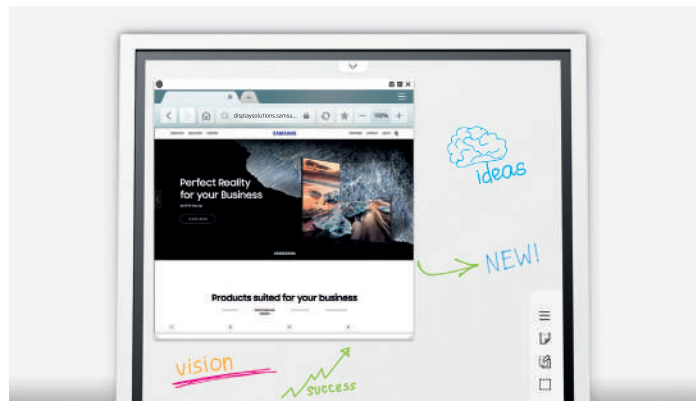 displaysolutions.samsu...
100%
SAMSUNG
Perfect Reality
for your Business
Products suited for your business
ideas
NEW!
vision
success